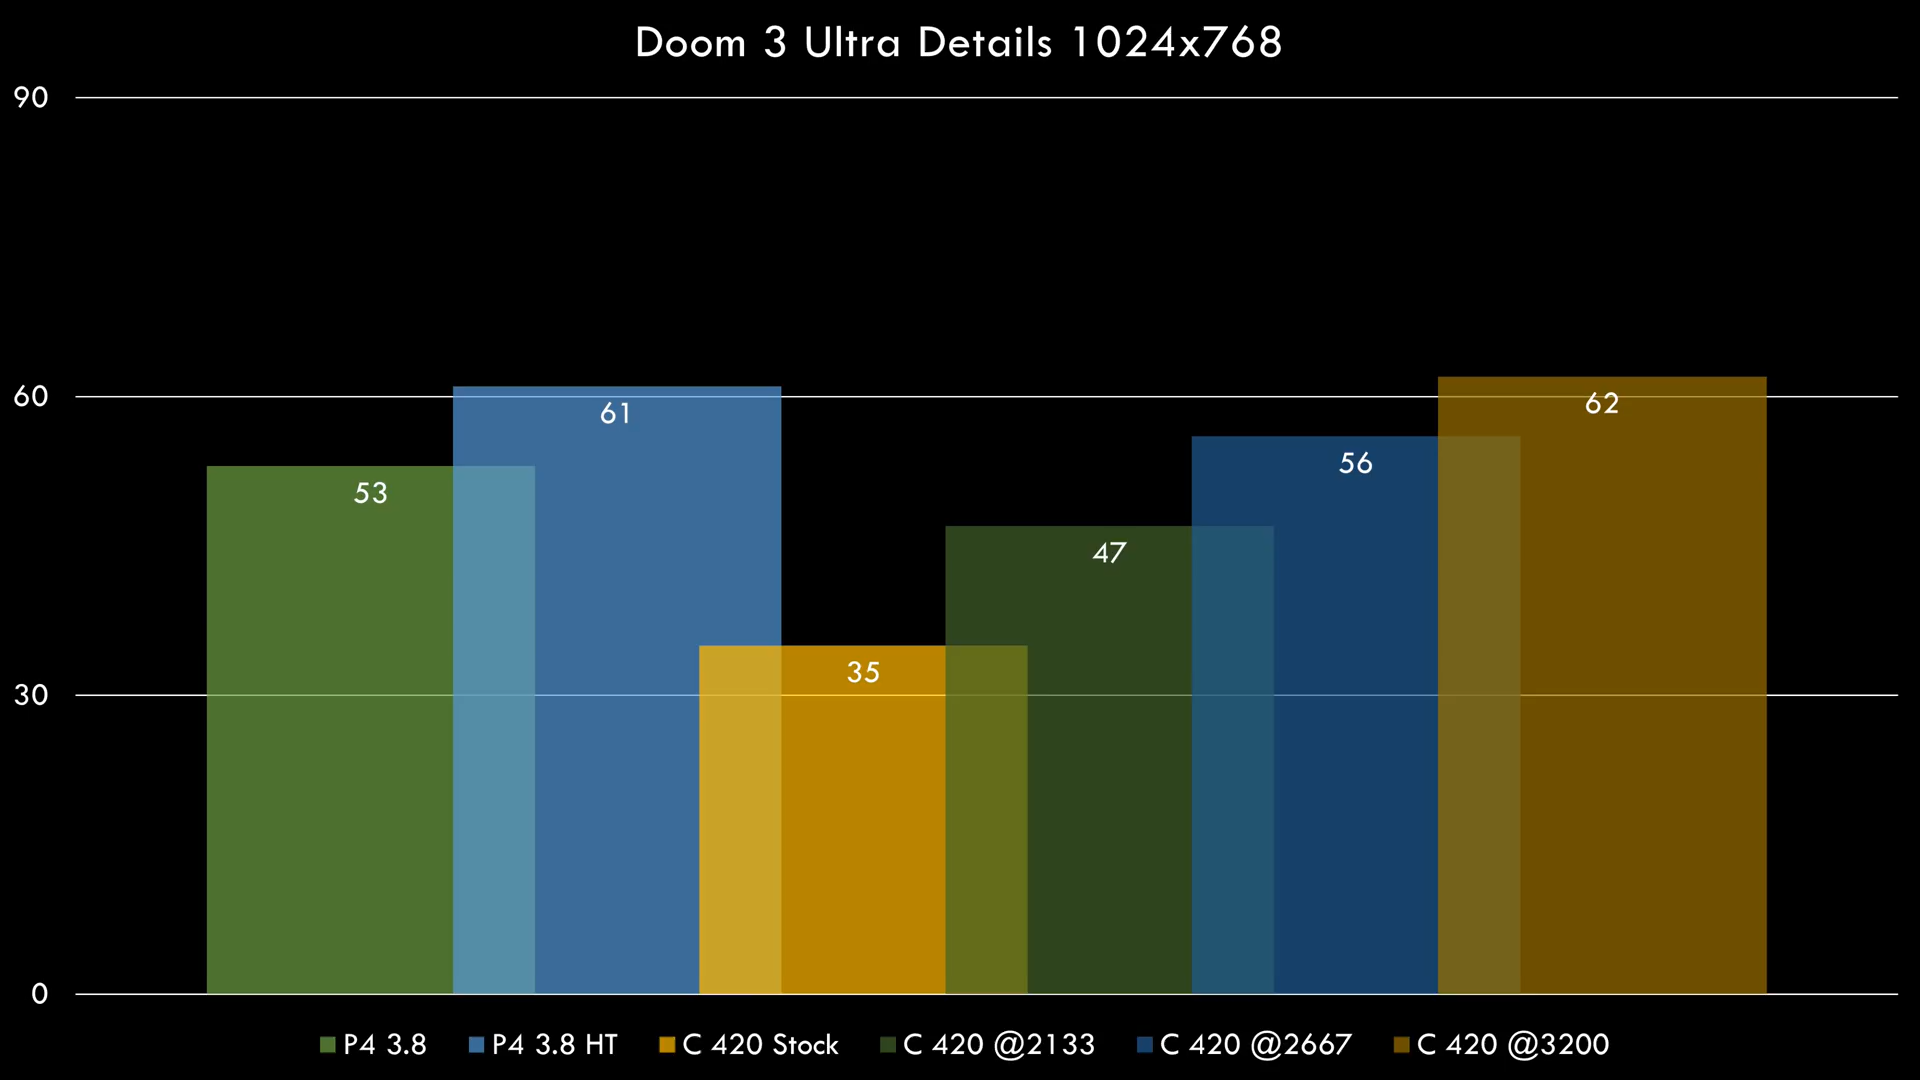 Doom 3 Ultra Details 1024x768
90
60
30
0
53
61
35
47
56
62
P4 3.8
P4 3.8 HT
C 420 Stock
C 420 @2133
C 420 @2667
C 420 @3200